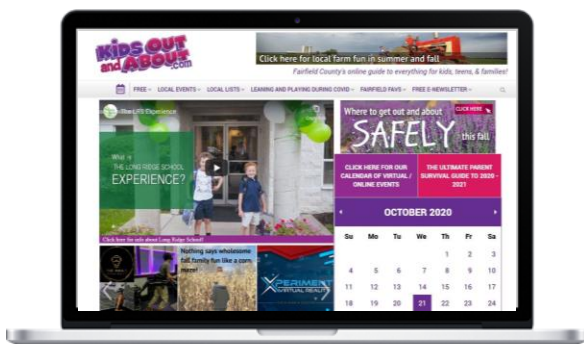 KiDS OUT
and ABOUT.com
Click here for local farm fun in summer and fall
Fairfield County's online guide to everything for kids, teens, & families!
FREE LOCAL EVENTS LOCAL LISTS LEANING AND PLAYING DURING COVID FAIRFIELD FAVS FREE E-NEWSLETTER
Experience
What is
THE LONG RIDGE SCHOOL
EXPERIENCE?
Click here for info about Long Ridge School!
Where to get out and about
CLICK HERE
SAFELY this fall
CLICK HERE FOR OUR
CALENDAR OF VIRTUAL /
ONLINE EVENTS
THE ULTIMATE PARENT
SURVIVAL GUIDE TO 2020 -
2021
OCTOBER 2020
Su Mo Tu We Th Fr Sa
1 2 3
4 5 6 7 8 9 10
11 12 13 14 15 16 17
18 19 20 21 22 23 24
Nothing says wholesome
fall family fun like a corn
maze!
XPERIMENT
VIRTUAL REALITY